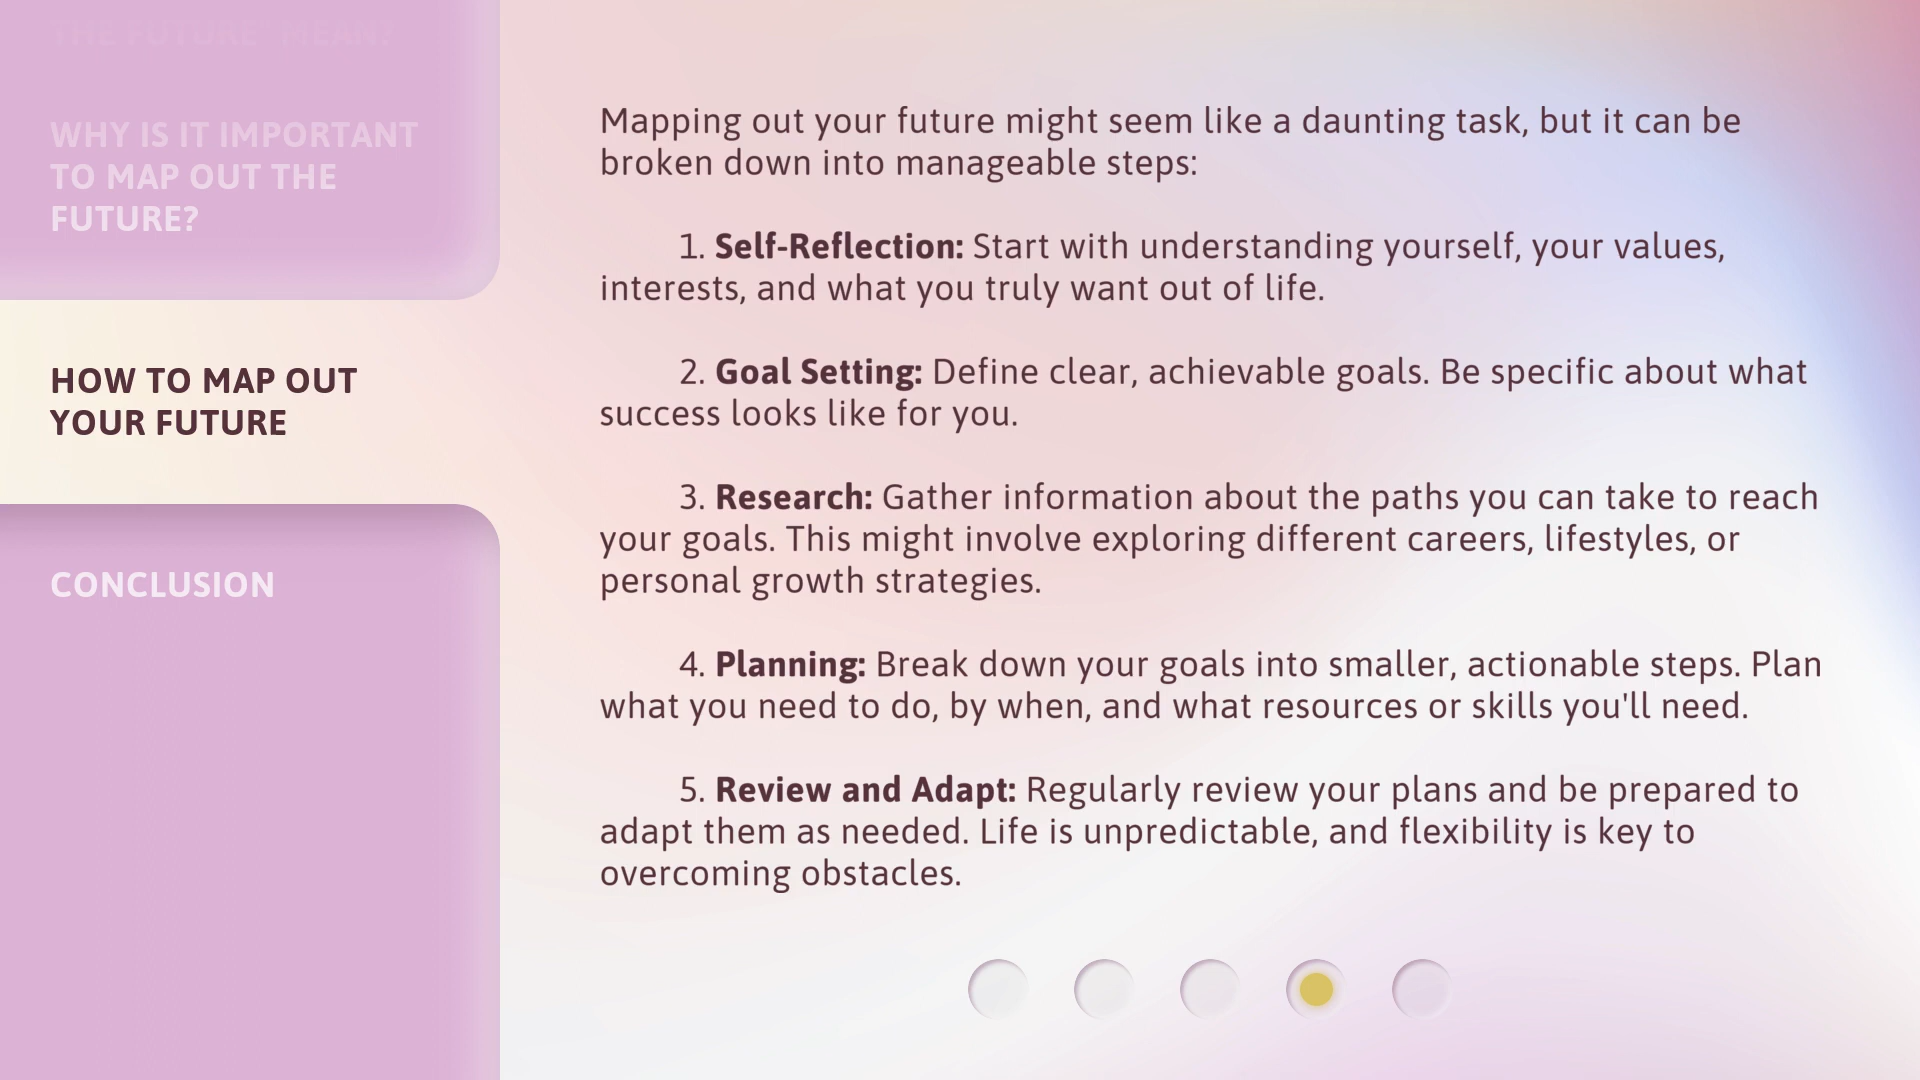 THE FUTURE" MEAN?
WHY IS IT IMPORTANT
TO MAP OUT THE
FUTURE?
HOW TO MAP OUT
YOUR FUTURE
CONCLUSION
Mapping out your future might seem like a daunting task, but it can be
broken down into manageable steps:
1. Self-Reflection: Start with understanding yourself, your values,
interests, and what you truly want out of life.
2. Goal Setting: Define clear, achievable goals. Be specific about what
success looks like for you.
3. Research: Gather information about the paths you can take to reach
your goals. This might involve exploring different careers, lifestyles, or
personal growth strategies.
4. Planning: Break down your goals into smaller, actionable steps. Plan
what you need to do, by when, and what resources or skills you'll need.
5. Review and Adapt: Regularly review your plans and be prepared to
adapt them as needed. Life is unpredictable, and flexibility is key to
overcoming obstacles.